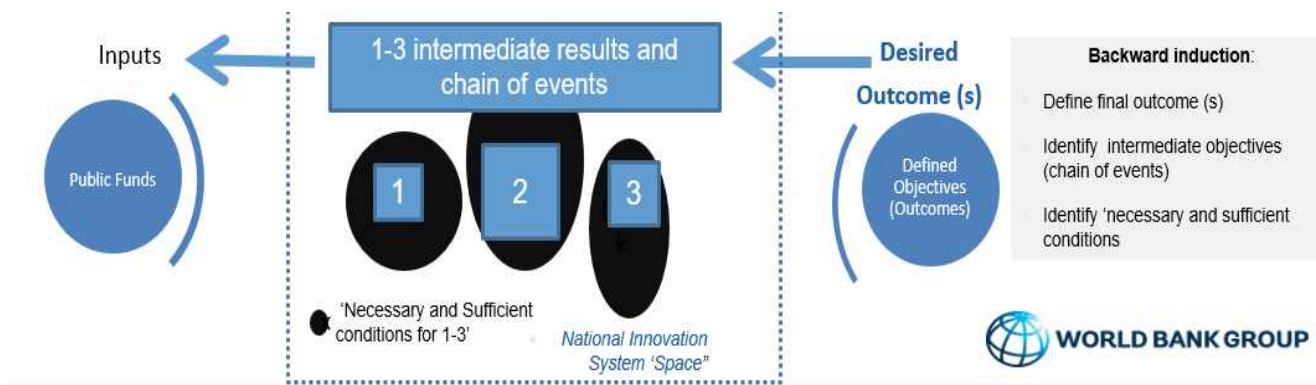 Inputs
Public Funds
1-3 intermediate results and
chain of events
1
2
3
k
'Necessary and Sufficient
conditions for 1-3'
National Innovation
System 'Space"
Desired
Outcome (s)
Defined
Objectives
(Outcomes)
Backward induction:
Define final outcome (s)
Identify intermediate objectives
(chain of events)
Identify 'necessary and sufficient
conditions
WORLD BANK GROUP